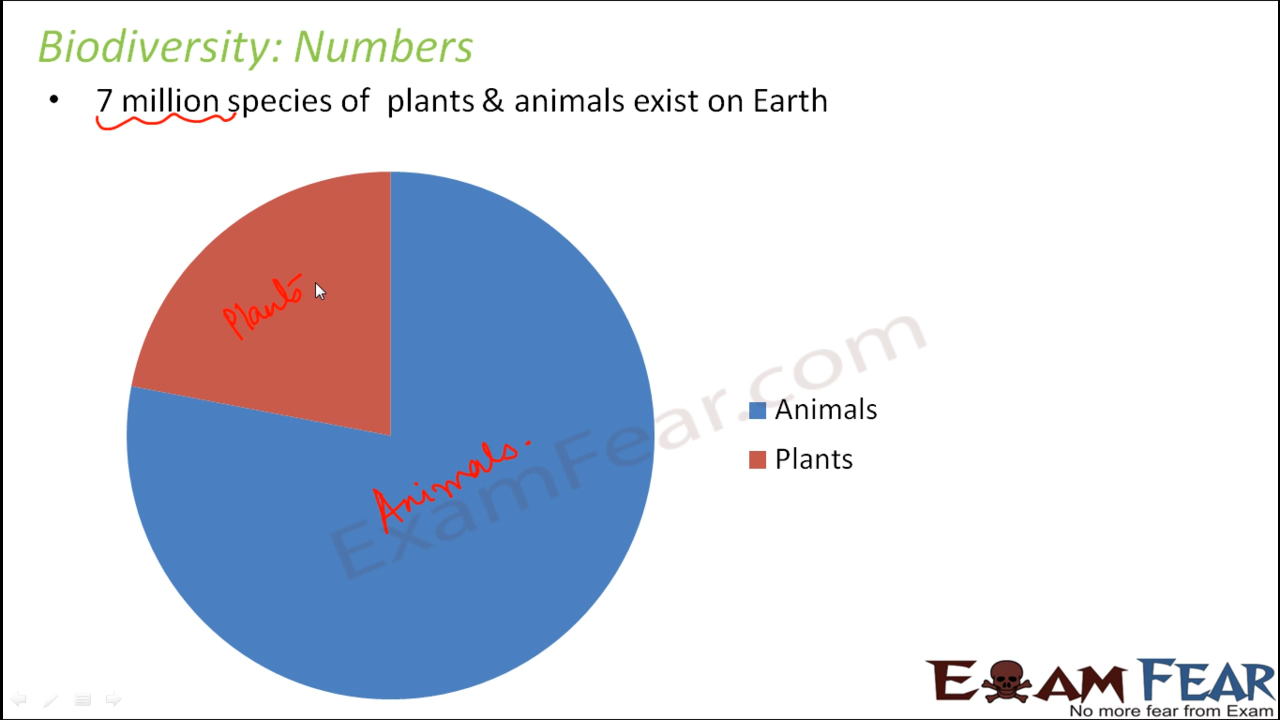 Biodiversity: Numbers
• 7 million species of plants & animals exist on Earth
Plants
Animals.
ExamFear.com
Animals
Plants
EXAM FEAR
No more fear from Exam